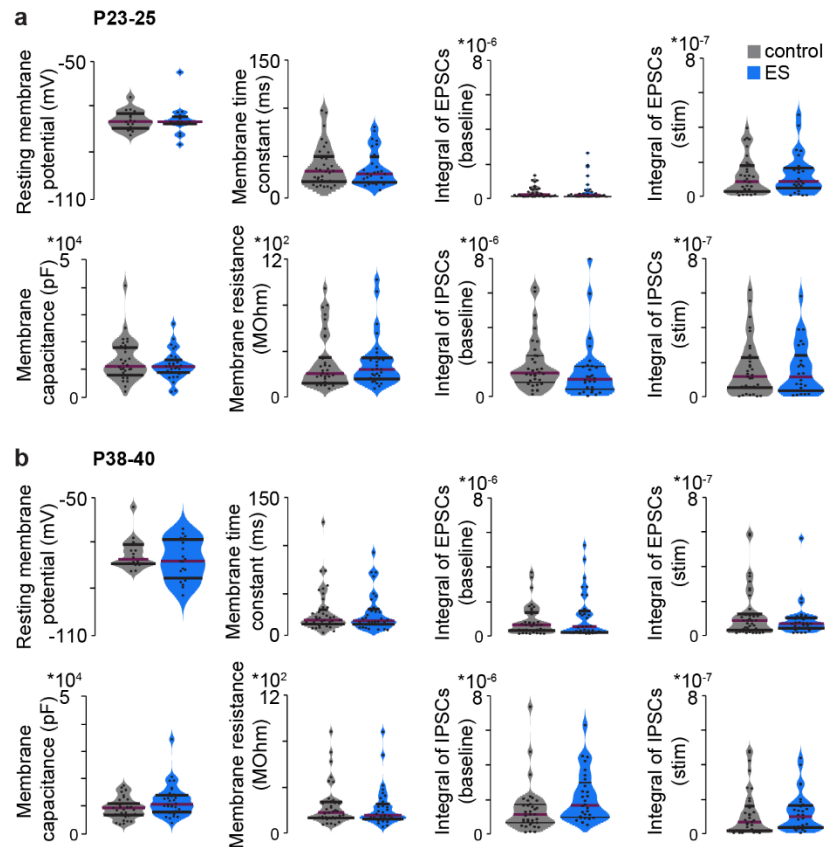 a P23-25
Resting membrane
potential (mV)
-50
-110
Membrane time
constant (ms)
150
0
Integral of EPSCs
(baseline)
*10-6
8
0
Integral of EPSCs
(stim)
*10-7
8
0
control
ES
Membrane
capacitance (pF)
*104
5
0
Membrane resistance
(MOhm)
*102
12
0
Integral of IPSCs
(baseline)
*10-6
8
0
Integral of IPSCs
(stim)
*10-7
8
0
b P38-40
Resting membrane
potential (mV)
-50
-110
Membrane time
constant (ms)
150
0
Integral of EPSCs
(baseline)
*10-6
8
0
Integral of EPSCs
(stim)
*10-7
8
0
Membrane
capacitance (pF)
*104
5
0
Membrane resistance
(MOhm)
*102
12
0
Integral of IPSCs
(baseline)
*10-6
8
0
Integral of IPSCs
(stim)
*10-7
8
0